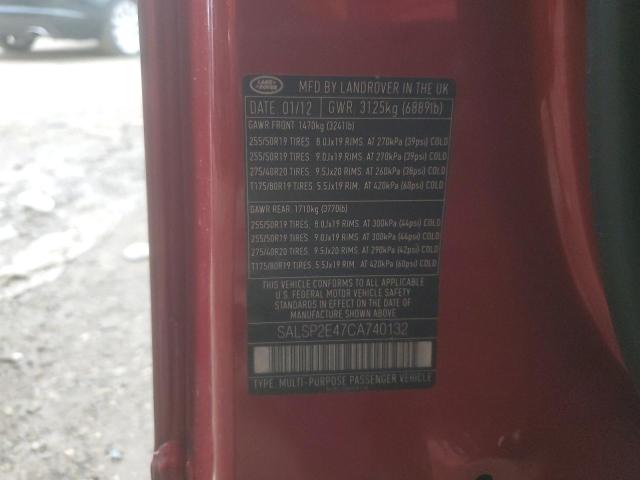 LAND
ROVER
MFD BY LANDROVER IN THE UK
DATE 01/12 GWR 3125kg (6889lb)
GAWR FRONT 1470kg (3241lb)
255/50R19 TIRES, 8.0Jx19 RIMS. AT 270kPa (39psi) COLD
255/50R19 TIRES, 9.0Jx19 RIMS. AT 270kPa (39psi) COLD
275/40R20 TIRES, 9.5Jx20 RIMS. AT 260kPa (38psi) COLD
T175/80R19 TIRES, 5.5Jx19 RIM, AT 420kPa (60psi) COLD
GAWR REAR 1710kg (3770lb)
255/50R19 TIRES, 8.0Jx19 RIMS. AT 300kPa (44psi) COLD
255/50R19 TIRES, 9.0Jx19 RIMS. AT 300kPa (44psi) COLD
275/40R20 TIRES, 9.5Jx20 RIMS. AT 290kPa (42psi) COLD
T175/80R19 TIRES, 5.5Jx19 RIM, AT 420kPa (60psi) COLD
THIS VEHICLE CONFORMS TO ALL APPLICABLE
U.S. FEDERAL MOTOR VEHICLE SAFETY
STANDARDS IN EFFECT ON THE DATE OF
MANUFACTURE SHOWN ABOVE.
SALSP2E47CA740132
TYPE: MULTI-PURPOSE PASSENGER VEHICLE